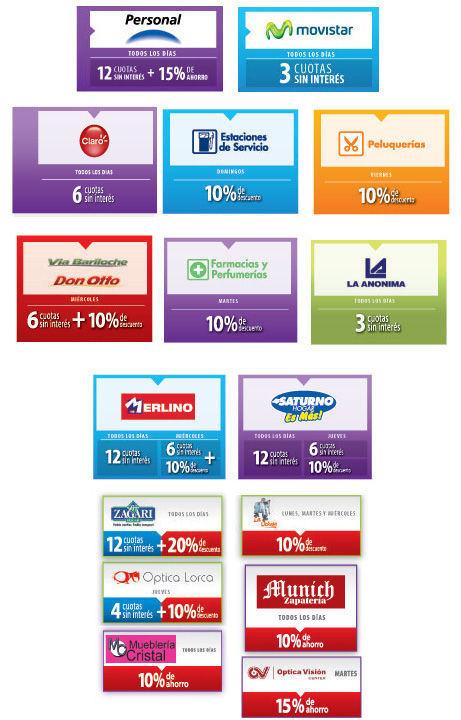 Personal
TODOS LOS DÍAS
12 CUOTAS SIN INTERÉS + 15% DE AHORRO
movistar
TODOS LOS DÍAS
3 CUOTAS SIN INTERÉS
Claro
TODOS LOS DIAS
6 cuotas sin interés
Estaciones de Servicio
DOMINGOS
10% de descuento
Peluquerías
VIERNES
10% de descuento
Via Bariloche
Don Otto
MIÉRCOLES
6 cuotas sin interés + 10% de descuento
Farmacias y Perfumerías
MARTES
10% de descuento
LA ANONIMA
TODOS LOS DÍAS
3 cuotas sin interés
MERLINO
TODOS LOS DÍAS
12 cuotas sin interés
MIÉRCOLES
6 cuotas sin interés +
10% de descuento
SATURNO
HOGAR
Es Más!
TODOS LOS DÍAS
12 cuotas sin interés
JUEVES
6 cuotas sin interés
10% de descuento
ZAGARI
TODOS LOS DÍAS
12 cuotas sin interés + 20% de descuento
LUNES, MARTES Y MIÉRCOLES
10% de descuento
Optica Lorca
JUEVES
4 cuotas sin interés + 10% de descuento
Munich
Zapatería
TODOS LOS DÍAS
10% de ahorro
MC Mueblería
Cristal
TODOS LOS DÍAS
10% de ahorro
OV Optica Visión
CENTER
MARTES
15% de ahorro